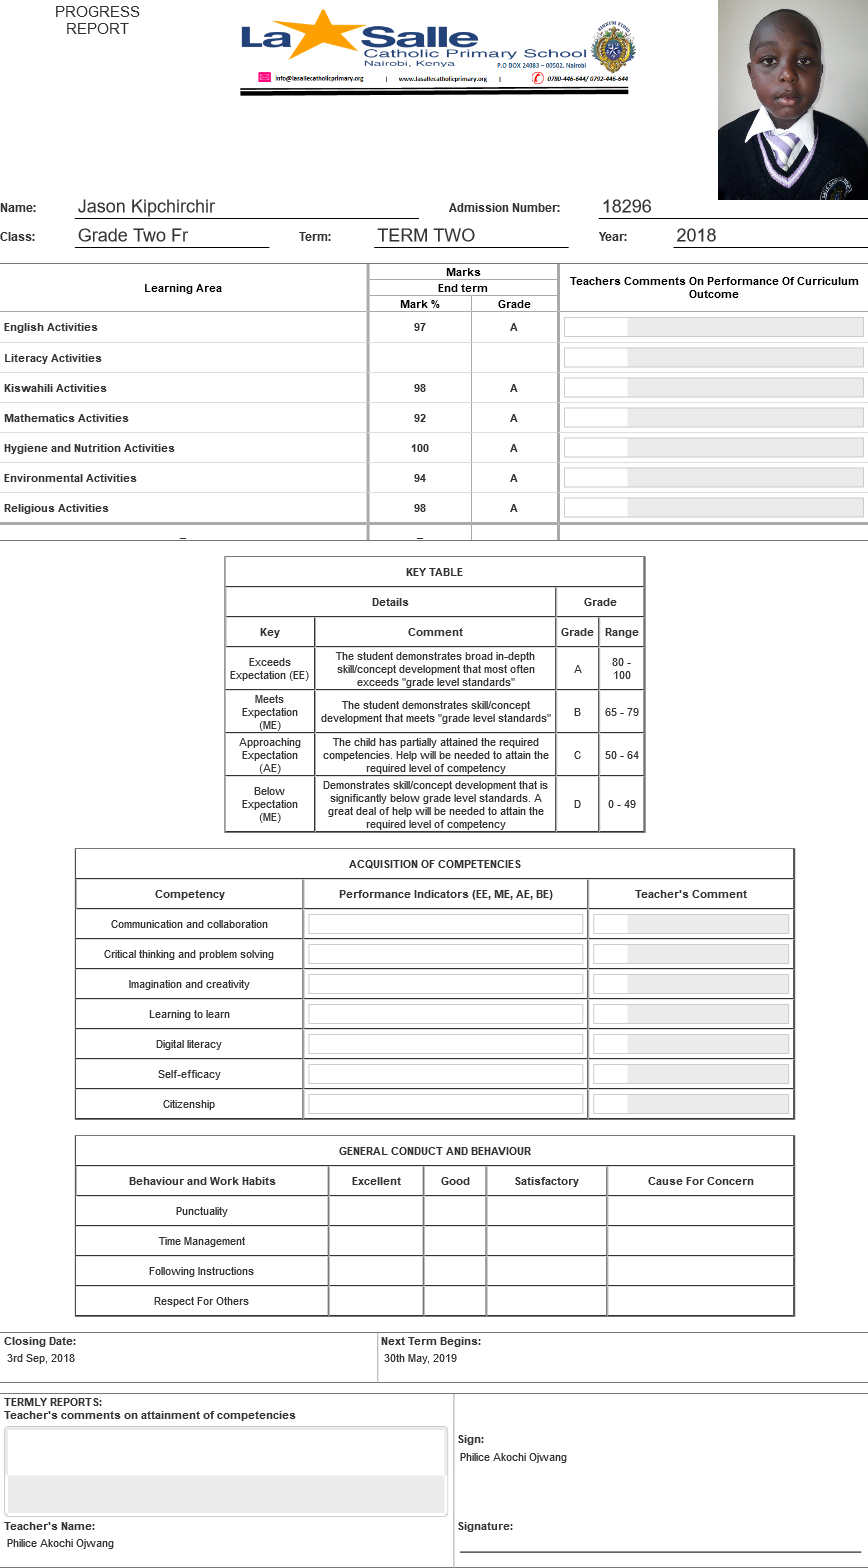 PROGRESS
REPORT
La Salle
Catholic Primary School
Nairobi, Kenya
P.O BOX 24083 – 00502, Nairobi
info@lasallecatholicprimary.org | www.lasallecatholicprimary.org | 0780-446-644/ 0792-446-644
Name: Jason Kipchirchir Admission Number: 18296
Class: Grade Two Fr Term: TERM TWO Year: 2018
Learning Area Marks Teachers Comments On Performance Of Curriculum Outcome
End term
Mark % Grade
English Activities 97 A
Literacy Activities
Kiswahili Activities 98 A
Mathematics Activities 92 A
Hygiene and Nutrition Activities 100 A
Environmental Activities 94 A
Religious Activities 98 A
_ _
KEY TABLE
Details Grade
Key Comment Grade Range
Exceeds Expectation (EE) The student demonstrates broad in-depth skill/concept development that most often exceeds "grade level standards" A 80 - 100
Meets Expectation (ME) The student demonstrates skill/concept development that meets "grade level standards" B 65 - 79
Approaching Expectation (AE) The child has partially attained the required competencies. Help will be needed to attain the required level of competency C 50 - 64
Below Expectation (ME) Demonstrates skill/concept development that is significantly below grade level standards. A great deal of help will be needed to attain the required level of competency D 0 - 49
ACQUISITION OF COMPETENCIES
Competency Performance Indicators (EE, ME, AE, BE) Teacher's Comment
Communication and collaboration
Critical thinking and problem solving
Imagination and creativity
Learning to learn
Digital literacy
Self-efficacy
Citizenship
GENERAL CONDUCT AND BEHAVIOUR
Behaviour and Work Habits Excellent Good Satisfactory Cause For Concern
Punctuality
Time Management
Following Instructions
Respect For Others
Closing Date: Next Term Begins:
3rd Sep, 2018 30th May, 2019
TERMLY REPORTS:
Teacher's comments on attainment of competencies
Sign:
Philice Akochi Ojwang
Teacher's Name: Signature:
Philice Akochi Ojwang